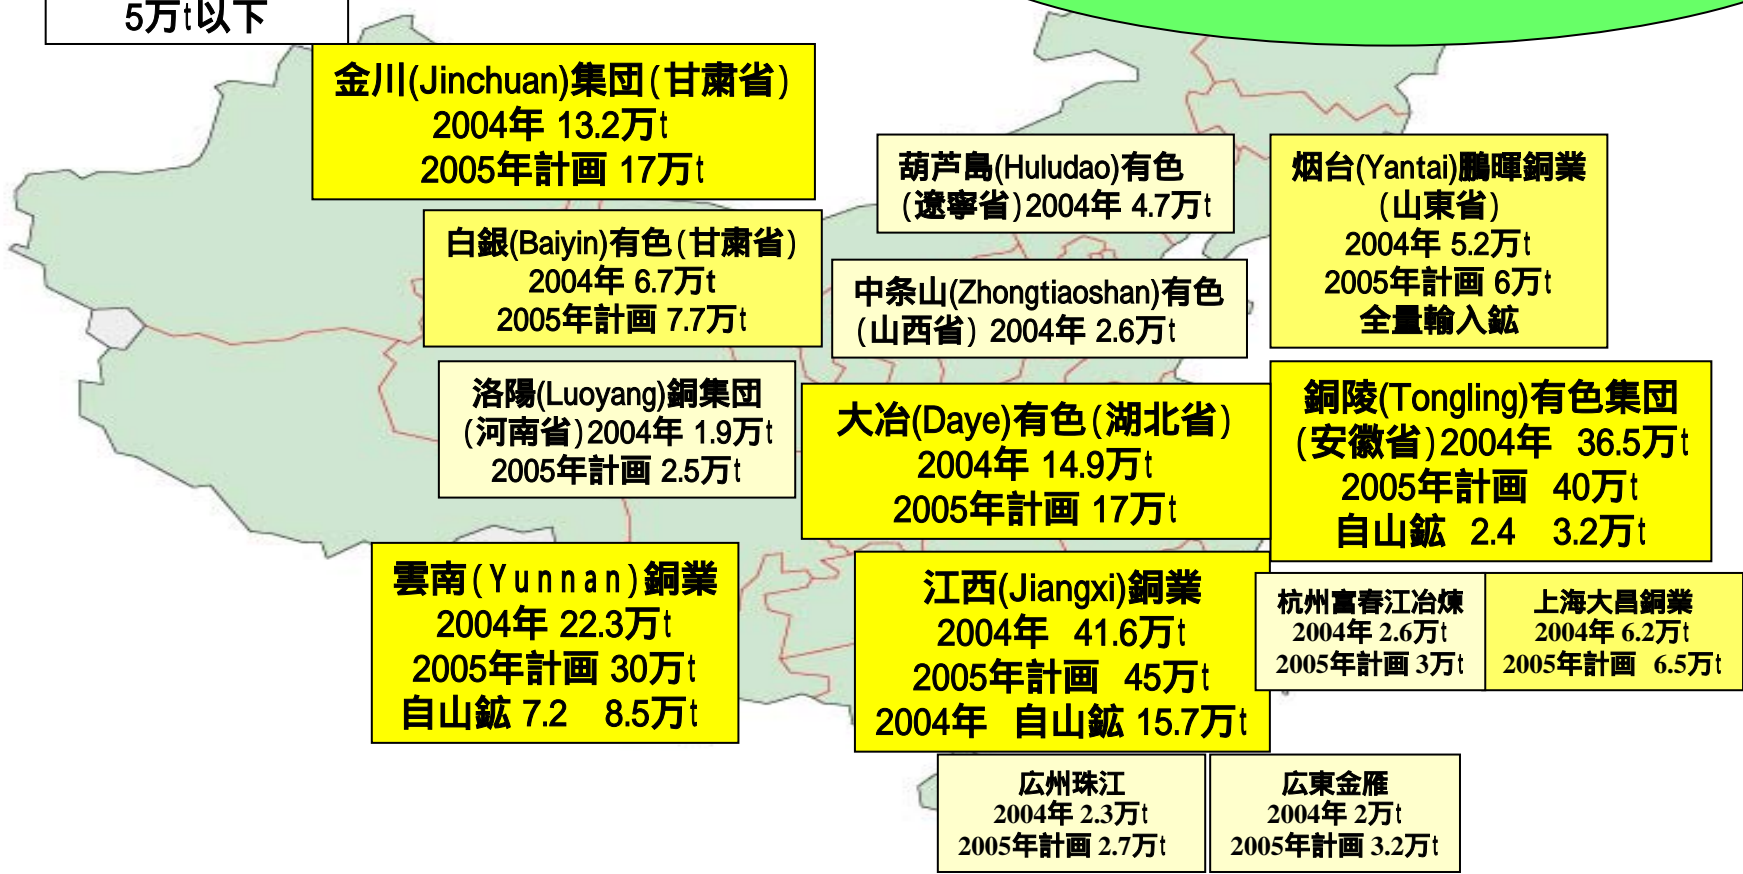 5万t以下
金川(Jinchuan)集団(甘粛省)
2004年 13.2万t
2005年計画 17万t
葫芦島(Huludao)有色
(遼寧省)2004年 4.7万t
烟台(Yantai)鵬暉銅業
(山東省)
2004年 5.2万t
2005年計画 6万t
全量輸入鉱
白銀(Baiyin)有色(甘粛省)
2004年 6.7万t
2005年計画 7.7万t
中条山(Zhongtiaoshan)有色
(山西省) 2004年 2.6万t
洛陽(Luoyang)銅集団
(河南省)2004年 1.9万t
2005年計画 2.5万t
大冶(Daye)有色(湖北省)
2004年 14.9万t
2005年計画 17万t
銅陵(Tongling)有色集団
(安徽省)2004年 36.5万t
2005年計画 40万t
自山鉱 2.4 3.2万t
雲南(Yunnan)銅業
2004年 22.3万t
2005年計画 30万t
自山鉱 7.2 8.5万t
江西(Jiangxi)銅業
2004年 41.6万t
2005年計画 45万t
2004年 自山鉱 15.7万t
杭州富春江冶煉
2004年 2.6万t
2005年計画 3万t
上海大昌銅業
2004年 6.2万t
2005年計画 6.5万t
広州珠江
2004年 2.3万t
2005年計画 2.7万t
広東金雁
2004年 2万t
2005年計画 3.2万t